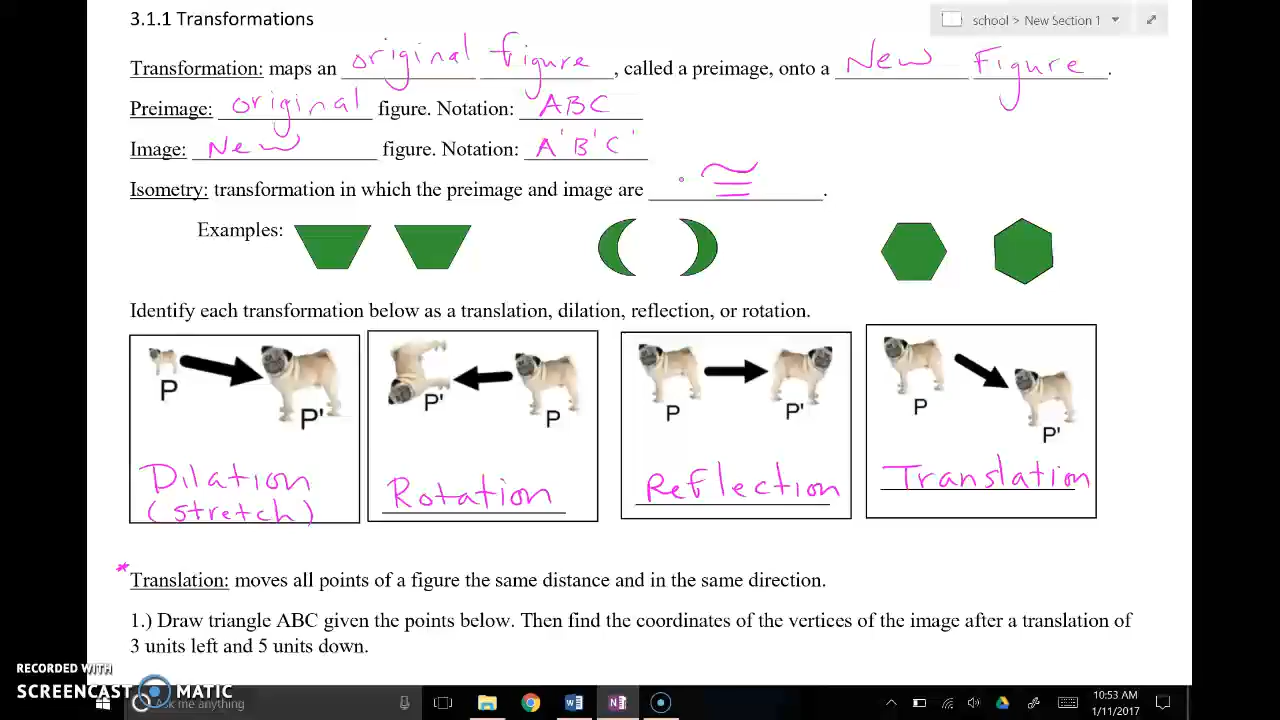 3.1.1 Transformations
school > New Section 1
Transformation: maps an original figure, called a preimage, onto a New Figure.
Preimage: original figure. Notation: ABC
Image: New figure. Notation: A'B'C'
Isometry: transformation in which the preimage and image are ≅.
Examples:
Identify each transformation below as a translation, dilation, reflection, or rotation.
P P' P' P P P' P P'
Dilation (stretch)
Rotation
Reflection
Translation
*Translation: moves all points of a figure the same distance and in the same direction.
1.) Draw triangle ABC given the points below. Then find the coordinates of the vertices of the image after a translation of
3 units left and 5 units down.
RECORDED WITH
SCREENCAST MATIC
Ask me anything
10:53 AM
1/11/2017